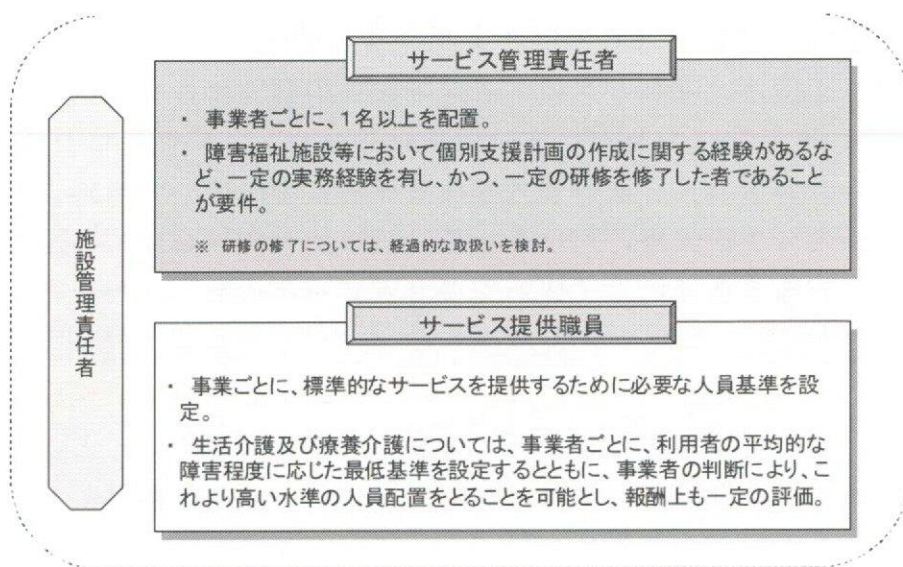 サービス管理責任者
・ 事業者ごとに、1名以上を配置。
・ 障害福祉施設等において個別支援計画の作成に関する経験があるな
ど、一定の実務経験を有し、かつ、一定の研修を修了した者であること
が要件。
※ 研修の修了については、経過的な取扱いを検討。
施設管理責任者
サービス提供職員
・ 事業ごとに、標準的なサービスを提供するために必要な人員基準を設
定。
・ 生活介護及び療養介護については、事業者ごとに、利用者の平均的な
障害程度に応じた最低基準を設定するとともに、事業者の判断により、こ
れより高い水準の人員配置をとることを可能とし、報酬上も一定の評価。